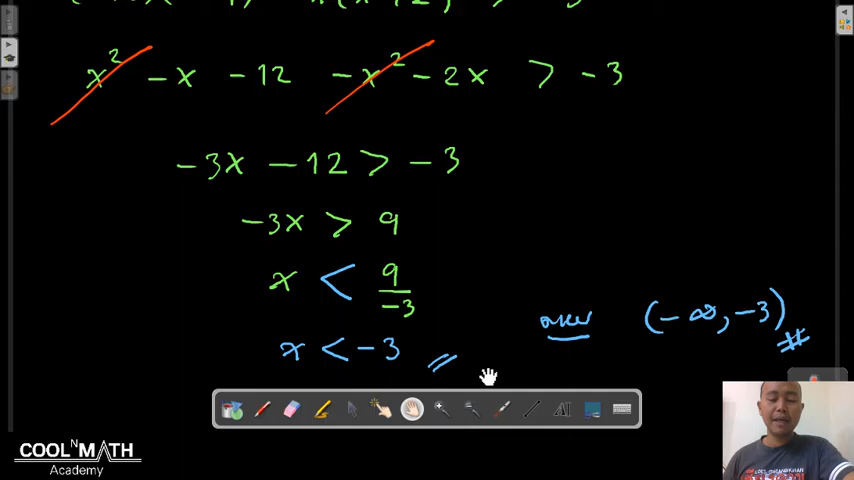 x² - x - 12 - x² - 2x > - 3
- 3x - 12 > - 3
- 3x > 9
x < 9/-3
(- ∞, - 3)
x < - 3
COOL N MATH
Academy